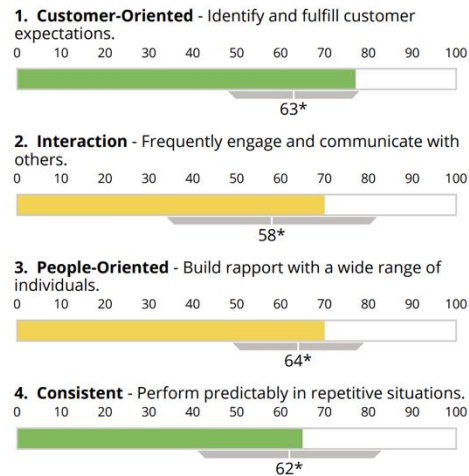 1. Customer-Oriented - Identify and fulfill customer
expectations.
0 10 20 30 40 50 60 70 80 90 100
63*
2. Interaction - Frequently engage and communicate with
others.
0 10 20 30 40 50 60 70 80 90 100
58*
3. People-Oriented - Build rapport with a wide range of
individuals.
0 10 20 30 40 50 60 70 80 90 100
64*
4. Consistent - Perform predictably in repetitive situations.
0 10 20 30 40 50 60 70 80 90 100
62*